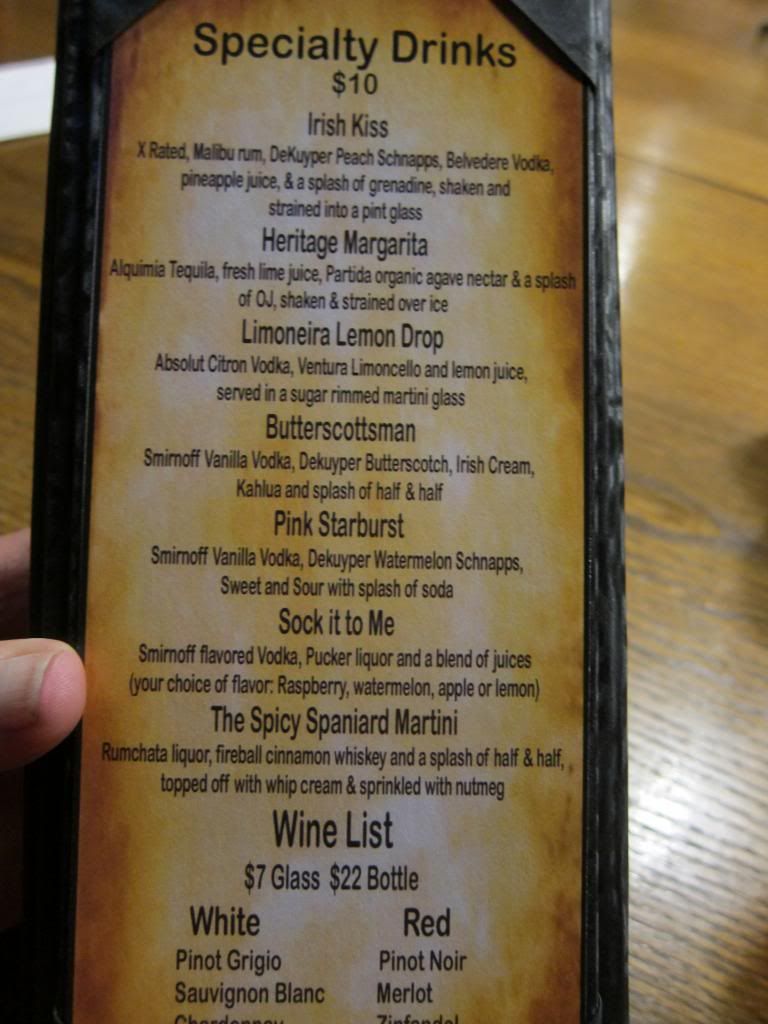 Specialty Drinks
$10
Irish Kiss
X Rated, Malibu rum, DeKuyper Peach Schnapps, Belvedere Vodka,
pineapple juice, & a splash of grenadine, shaken and
strained into a pint glass
Heritage Margarita
Alquimia Tequila, fresh lime juice, Partida organic agave nectar & a splash
of OJ, shaken & strained over ice
Limoneira Lemon Drop
Absolut Citron Vodka, Ventura Limoncello and lemon juice,
served in a sugar rimmed martini glass
Butterscottsman
Smirnoff Vanilla Vodka, Dekuyper Butterscotch, Irish Cream,
Kahlua and splash of half & half
Pink Starburst
Smirnoff Vanilla Vodka, Dekuyper Watermelon Schnapps,
Sweet and Sour with splash of soda
Sock it to Me
Smirnoff flavored Vodka, Pucker liquor and a blend of juices
(your choice of flavor: Raspberry, watermelon, apple or lemon)
The Spicy Spaniard Martini
Rumchata liquor, fireball cinnamon whiskey and a splash of half & half,
topped off with whip cream & sprinkled with nutmeg
Wine List
$7 Glass $22 Bottle
White Red
Pinot Grigio Pinot Noir
Sauvignon Blanc Merlot
Chardonnay Zinfandel